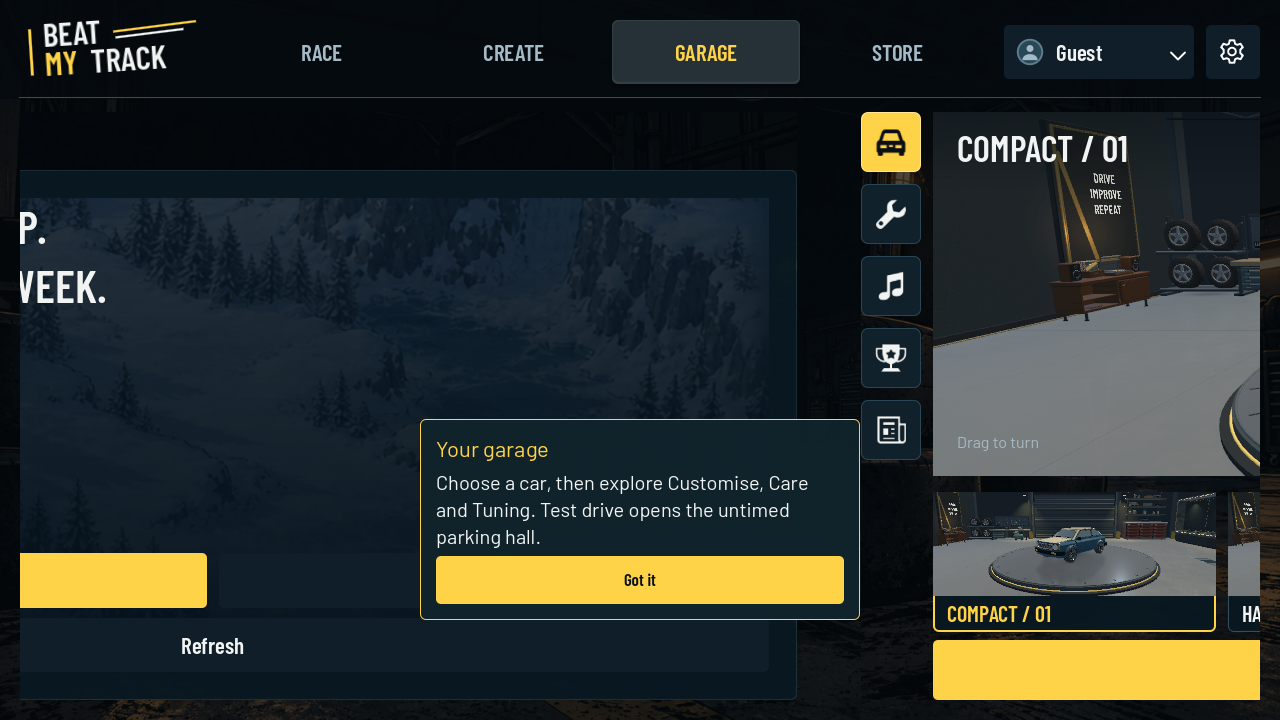 BEAT
MY TRACK
RACE
CREATE
GARAGE
STORE
Guest
P.
WEEK.
Refresh
Your garage
Choose a car, then explore Customise, Care
and Tuning. Test drive opens the untimed
parking hall.
Got it
COMPACT / 01
DRIVE
IMPROVE
REPEAT
Drag to turn
COMPACT / 01
HA